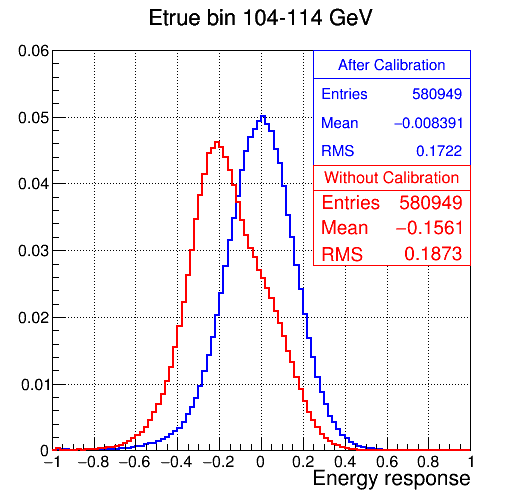 Etrue bin 104-114 GeV
0.06
After Calibration
Entries 580949
Mean −0.008391
RMS 0.1722
Without Calibration
Entries 580949
Mean −0.1561
RMS 0.1873
0.05
0.04
0.03
0.02
0.01
0
−1 −0.8 −0.6 −0.4 −0.2 0 0.2 0.4 0.6 0.8 1
Energy response